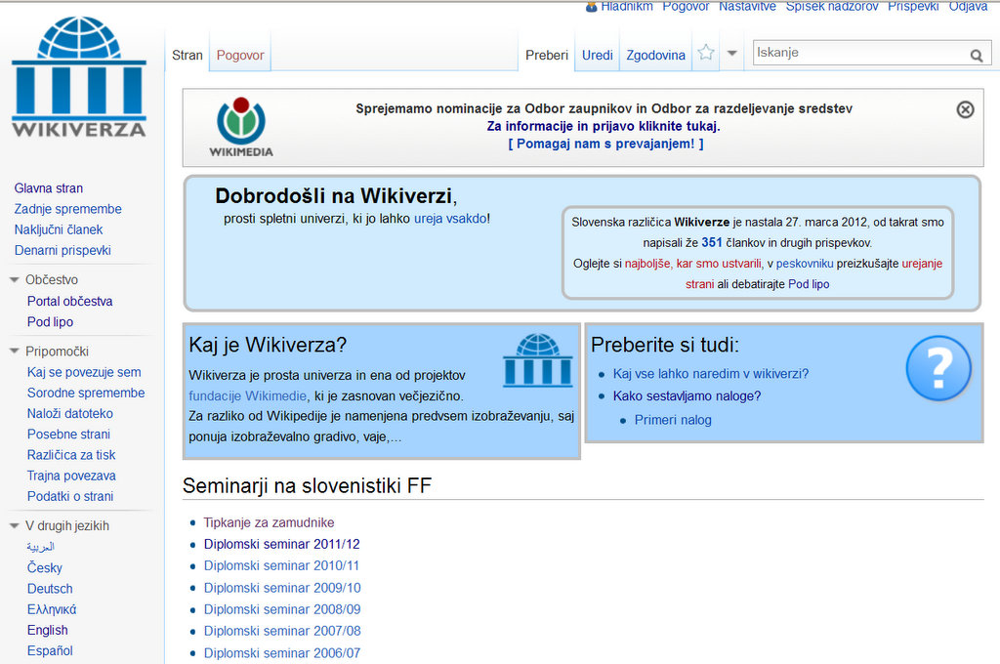 Hladnikm Pogovor Nastavitve Spisek nadzorov Prispevki Odjava
Stran Pogovor Preberi Uredi Zgodovina Iskanje
WIKIVERZA
Glavna stran
Zadnje spremembe
Naključni članek
Denarni prispevki
Občestvo
Portal občestva
Pod lipo
Pripomočki
Kaj se povezuje sem
Sorodne spremembe
Naloži datoteko
Posebne strani
Različica za tisk
Trajna povezava
Podatki o strani
V drugih jezikih
العربية
Česky
Deutsch
Ελληνικά
English
Español
WIKIMEDIA
Sprejemamo nominacije za Odbor zaupnikov in Odbor za razdeljevanje sredstev
Za informacije in prijavo kliknite tukaj.
[ Pomagaj nam s prevajanjem! ]
Dobrodošli na Wikiverzi,
prosti spletni univerzi, ki jo lahko ureja vsakdo!
Slovenska različica Wikiverze je nastala 27. marca 2012, od takrat smo
napisali že 351 člankov in drugih prispevkov.
Oglejte si najboljše, kar smo ustvarili, v peskovniku preizkušajte urejanje
strani ali debatirajte Pod lipo
Kaj je Wikiverza?
Wikiverza je prosta univerza in ena od projektov
fundacije Wikimedie, ki je zasnovan večjezično.
Za razliko od Wikipedije je namenjena predvsem izobraževanju, saj
ponuja izobraževalno gradivo, vaje,...
Preberite si tudi:
Kaj vse lahko naredim v wikiverzi?
Kako sestavljamo naloge?
Primeri nalog
?
Seminarji na slovenistiki FF
Tipkanje za zamudnike
Diplomski seminar 2011/12
Diplomski seminar 2010/11
Diplomski seminar 2009/10
Diplomski seminar 2008/09
Diplomski seminar 2007/08
Diplomski seminar 2006/07